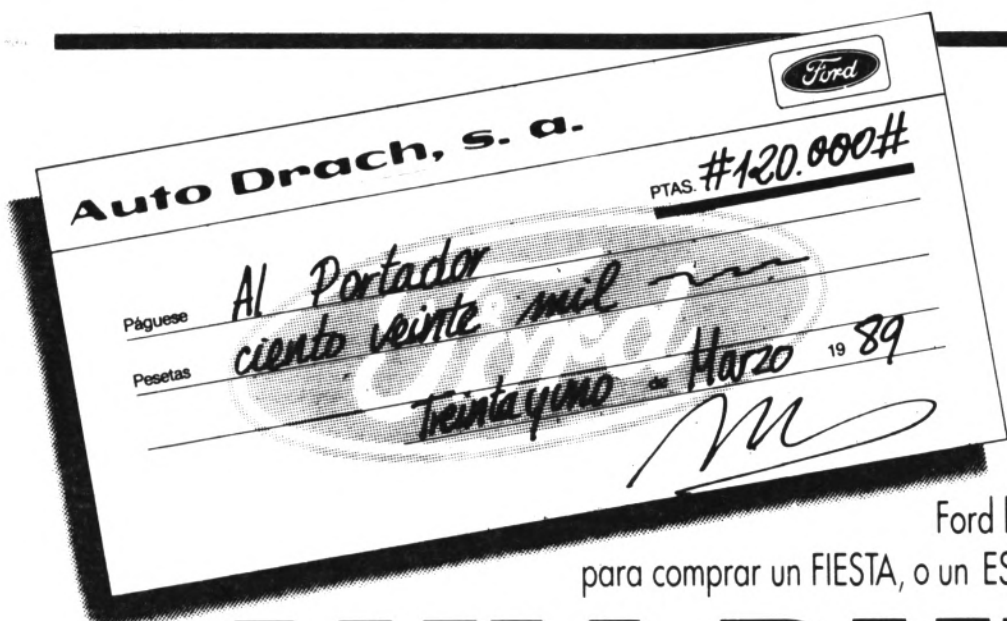 Ford
Auto Drach, s. a.
PTAS. #120.000#
Páguese Al Portador
Pesetas ciento veinte mil
Treinta y uno de Marzo 19 89
Ford
Ford
para comprar un FIESTA, o un